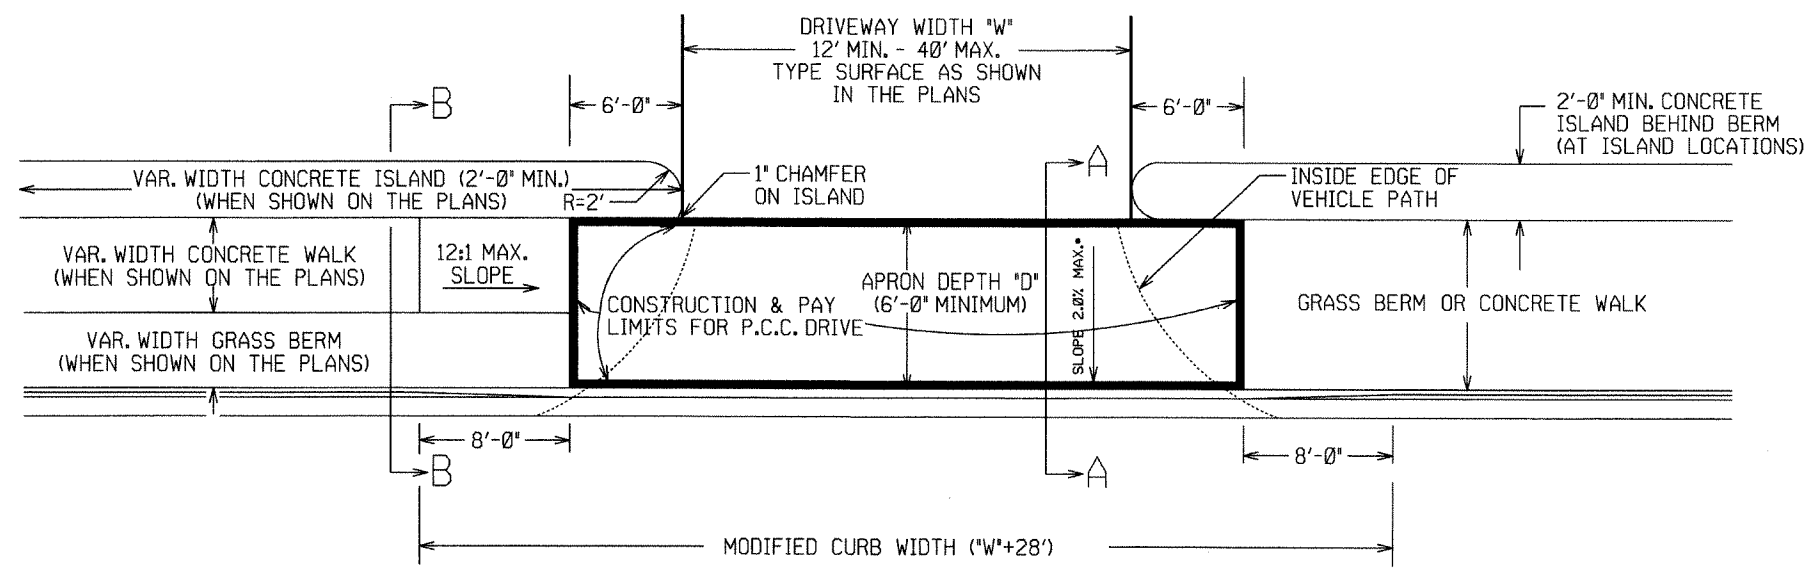 DRIVEWAY WIDTH "W"
12' MIN. - 40' MAX.
TYPE SURFACE AS SHOWN
IN THE PLANS
6'-0"
6'-0"
B
A
2'-0" MIN. CONCRETE
ISLAND BEHIND BERM
(AT ISLAND LOCATIONS)
VAR. WIDTH CONCRETE ISLAND (2'-0" MIN.)
(WHEN SHOWN ON THE PLANS)
R=2'
1" CHAMFER
ON ISLAND
INSIDE EDGE OF
VEHICLE PATH
VAR. WIDTH CONCRETE WALK
(WHEN SHOWN ON THE PLANS)
12:1 MAX.
SLOPE
CONSTRUCTION & PAY
LIMITS FOR P.C.C. DRIVE
APRON DEPTH "D"
(6'-0" MINIMUM)
SLOPE 2.0% MAX.*
GRASS BERM OR CONCRETE WALK
VAR. WIDTH GRASS BERM
(WHEN SHOWN ON THE PLANS)
8'-0"
8'-0"
B
A
MODIFIED CURB WIDTH ("W"+28')